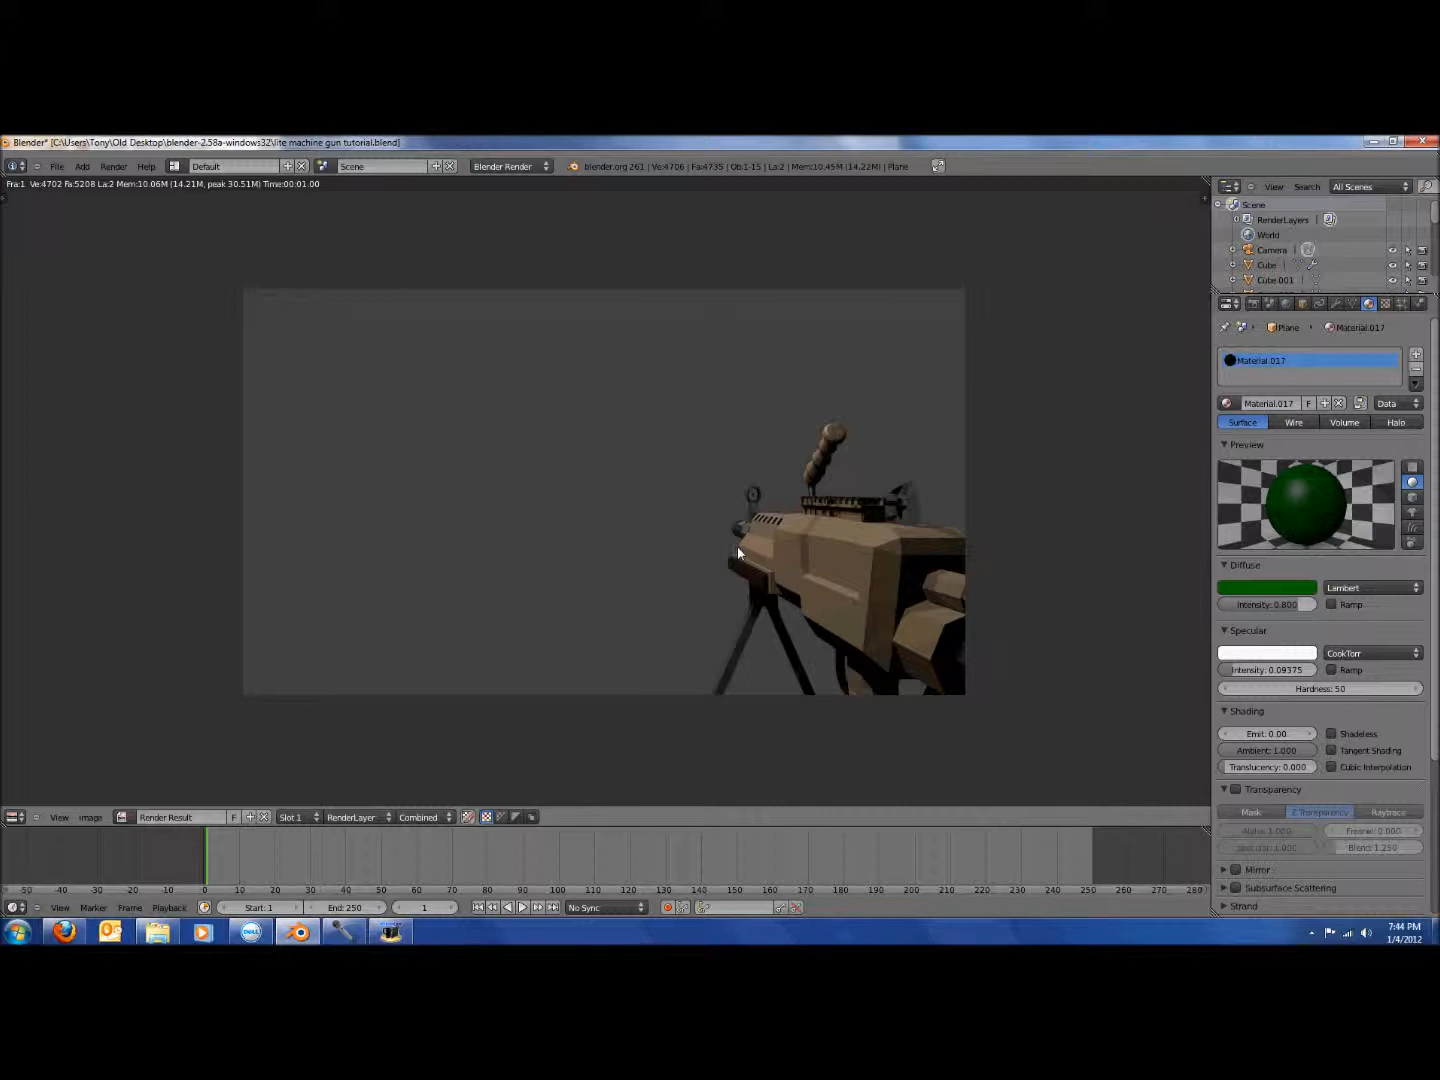 Blender* [C:\Users\Tony\Old Desktop\blender-2.58a-windows32\lite machine gun tutorial.blend]
File Add Render Help Default Scene Blender Render blender.org 261 | Ve:4706 | Fa:4735 | Ob:1-15 | La:2 | Mem:10.45M (14.22M) | Plane
Fra:1 Ve:4702 Fa:5208 La:2 Mem:10.06M (14.21M, peak 30.51M) Time:00:01.00
View Search All Scenes
Scene
RenderLayers
World
Camera
Cube
Cube.001
Plane Material.017
Material.017
Material.017 F Data
Surface Wire Volume Halo
Preview
Diffuse
Lambert
Intensity: 0.800 Ramp
Specular
CookTorr
Intensity: 0.09375 Ramp
Hardness: 50
Shading
Emit: 0.00 Shadeless
Ambient: 1.000 Tangent Shading
Translucency: 0.000 Cubic Interpolation
Transparency
Mask Z Transparency Raytrace
Alpha: 1.000 Fresnel: 0.000
Specular: 1.000 Blend: 1.250
Mirror
Subsurface Scattering
Strand
View Image Render Result F Slot 1 RenderLayer Combined
-50 -40 -30 -20 -10 0 10 20 30 40 50 60 70 80 90 100 110 120 130 140 150 160 170 180 190 200 210 220 230 240 250 260 270 280
View Marker Frame Playback Start: 1 End: 250 1 No Sync
DELL
7:44 PM
1/4/2012